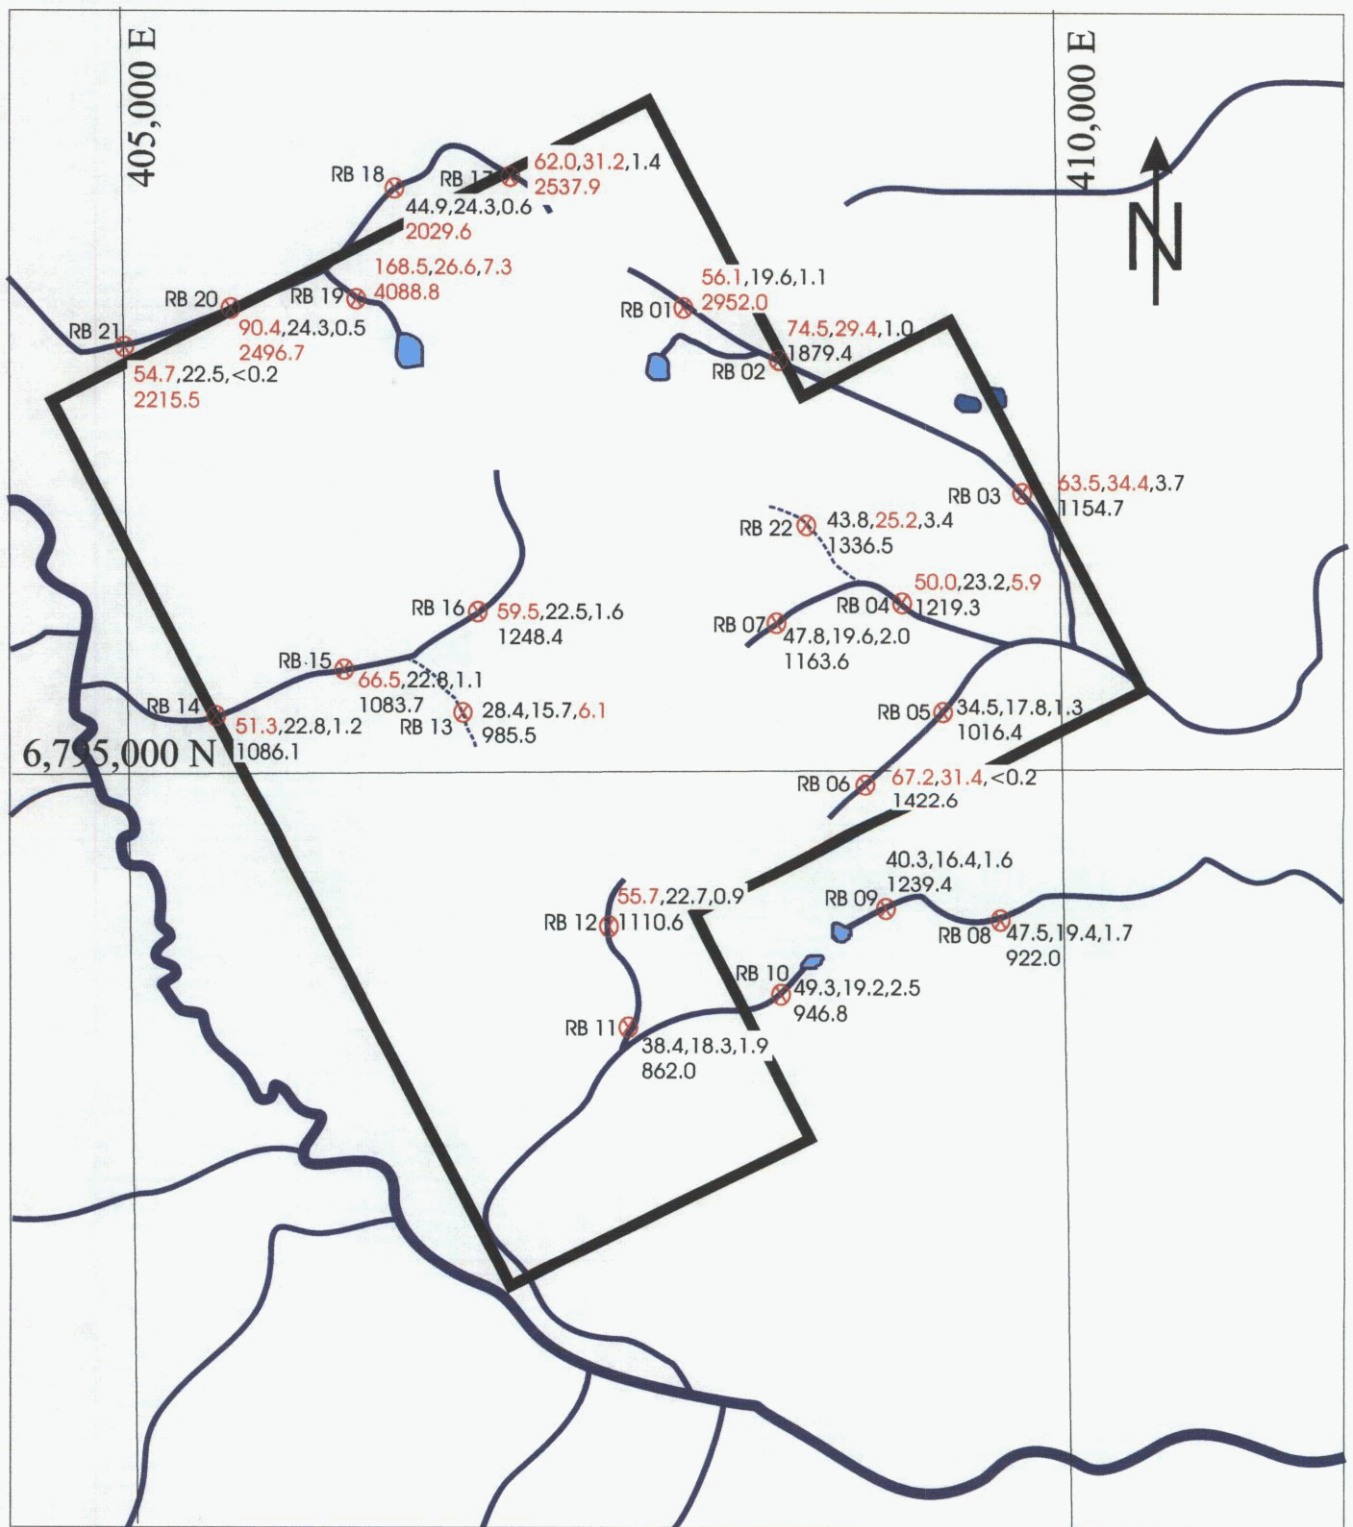 405,000 E
410,000 E
N
RB 18
RB 17
62.0,31.2,1.4
2537.9
44.9,24.3,0.6
2029.6
168.5,26.6,7.3
4088.8
RB 19
RB 20
90.4,24.3,0.5
2496.7
RB 21
54.7,22.5,<0.2
2215.5
56.1,19.6,1.1
2952.0
RB 01
74.5,29.4,1.0
1879.4
RB 02
RB 03
63.5,34.4,3.7
1154.7
RB 22
43.8,25.2,3.4
1336.5
50.0,23.2,5.9
RB 04
1219.3
RB 07
47.8,19.6,2.0
1163.6
RB 16
59.5,22.5,1.6
1248.4
RB 15
66.5,22.8,1.1
1083.7
RB 13
28.4,15.7,6.1
985.5
RB 14
51.3,22.8,1.2
1086.1
RB 05
34.5,17.8,1.3
1016.4
6,795,000 N
RB 06
67.2,31.4,<0.2
1422.6
40.3,16.4,1.6
1239.4
RB 09
RB 08
47.5,19.4,1.7
922.0
55.7,22.7,0.9
RB 12
1110.6
RB 10
49.3,19.2,2.5
946.8
RB 11
38.4,18.3,1.9
862.0